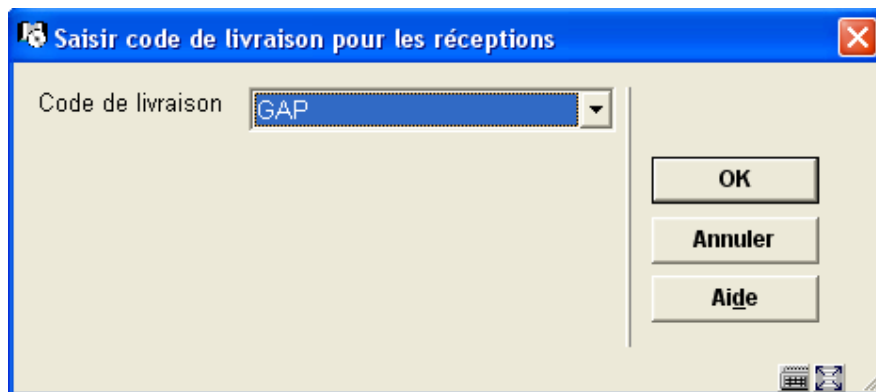 Saisir code de livraison pour les réceptions
Code de livraison GAP
OK
Annuler
Aide